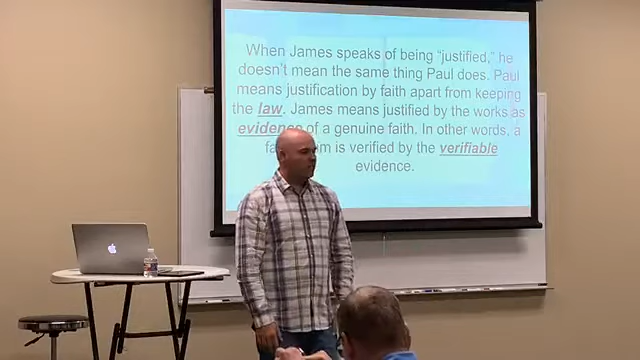 When James speaks of being "justified," he
doesn't mean the same thing Paul does. Paul
means justification by faith apart from keeping
the law. James means justified by the works as
evidence of a genuine faith. In other words, a
is verified by the verifiable
evidence.